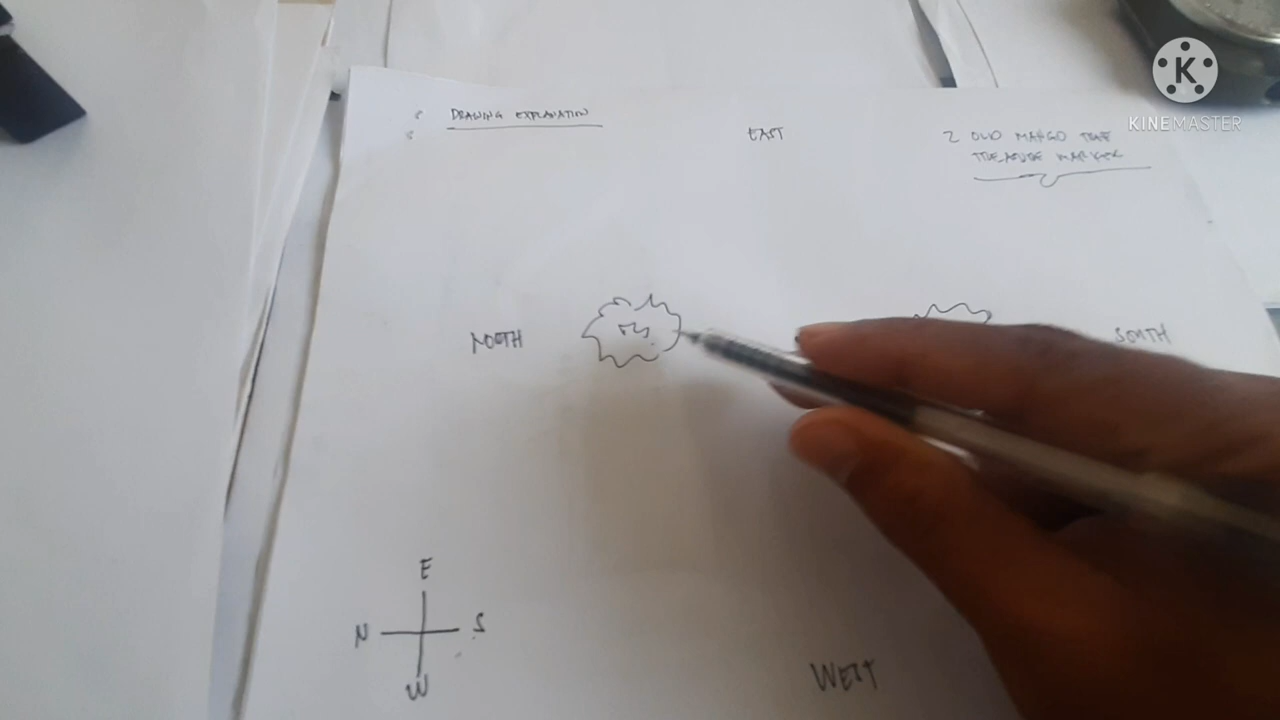 K
KINEMASTER
DRAWING EXPLANATION
EAST
2 OLD MANGO TREE
TREASURE MARKER
NORTH
SOUTH
E
N S
W
WEST